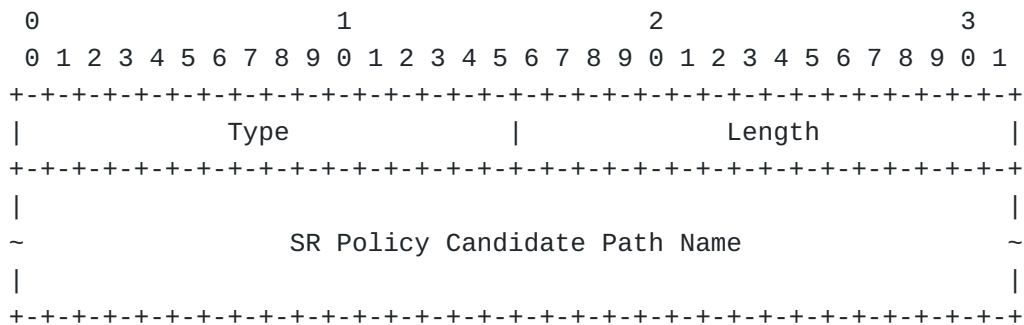 0                   1                   2                   3
 0 1 2 3 4 5 6 7 8 9 0 1 2 3 4 5 6 7 8 9 0 1 2 3 4 5 6 7 8 9 0 1
+-+-+-+-+-+-+-+-+-+-+-+-+-+-+-+-+-+-+-+-+-+-+-+-+-+-+-+-+-+-+-+-+
|             Type              |             Length            |
+-+-+-+-+-+-+-+-+-+-+-+-+-+-+-+-+-+-+-+-+-+-+-+-+-+-+-+-+-+-+-+-+
|                                                               |
~                 SR Policy Candidate Path Name                 ~
|                                                               |
+-+-+-+-+-+-+-+-+-+-+-+-+-+-+-+-+-+-+-+-+-+-+-+-+-+-+-+-+-+-+-+-+